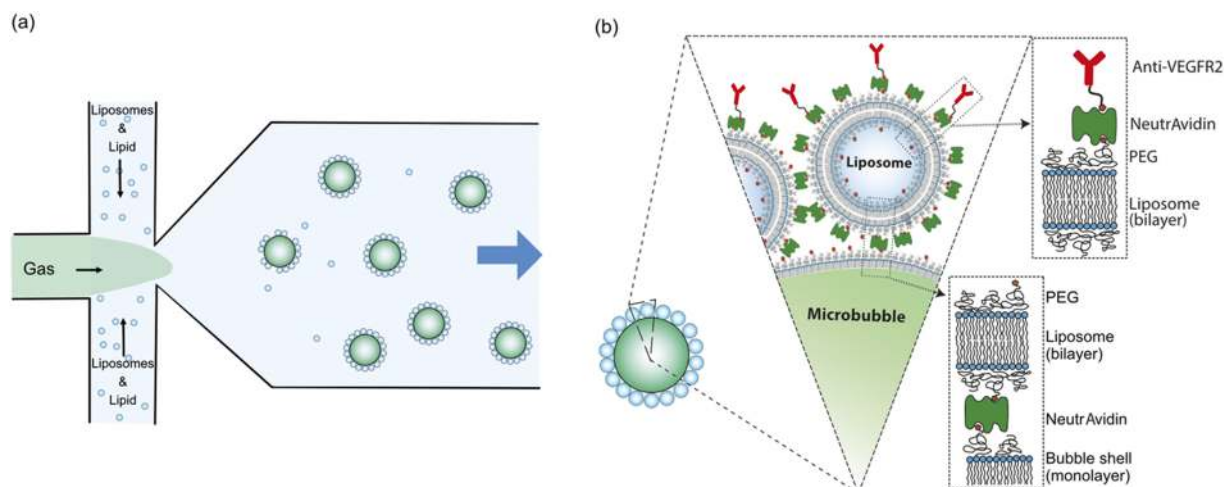 (a)
Liposomes
&
Lipid
Gas
Liposomes
&
Lipid
(b)
Liposome
Microbubble
Anti-VEGFR2
NeutrAvidin
PEG
Liposome
(bilayer)
PEG
Liposome
(bilayer)
NeutrAvidin
Bubble shell
(monolayer)